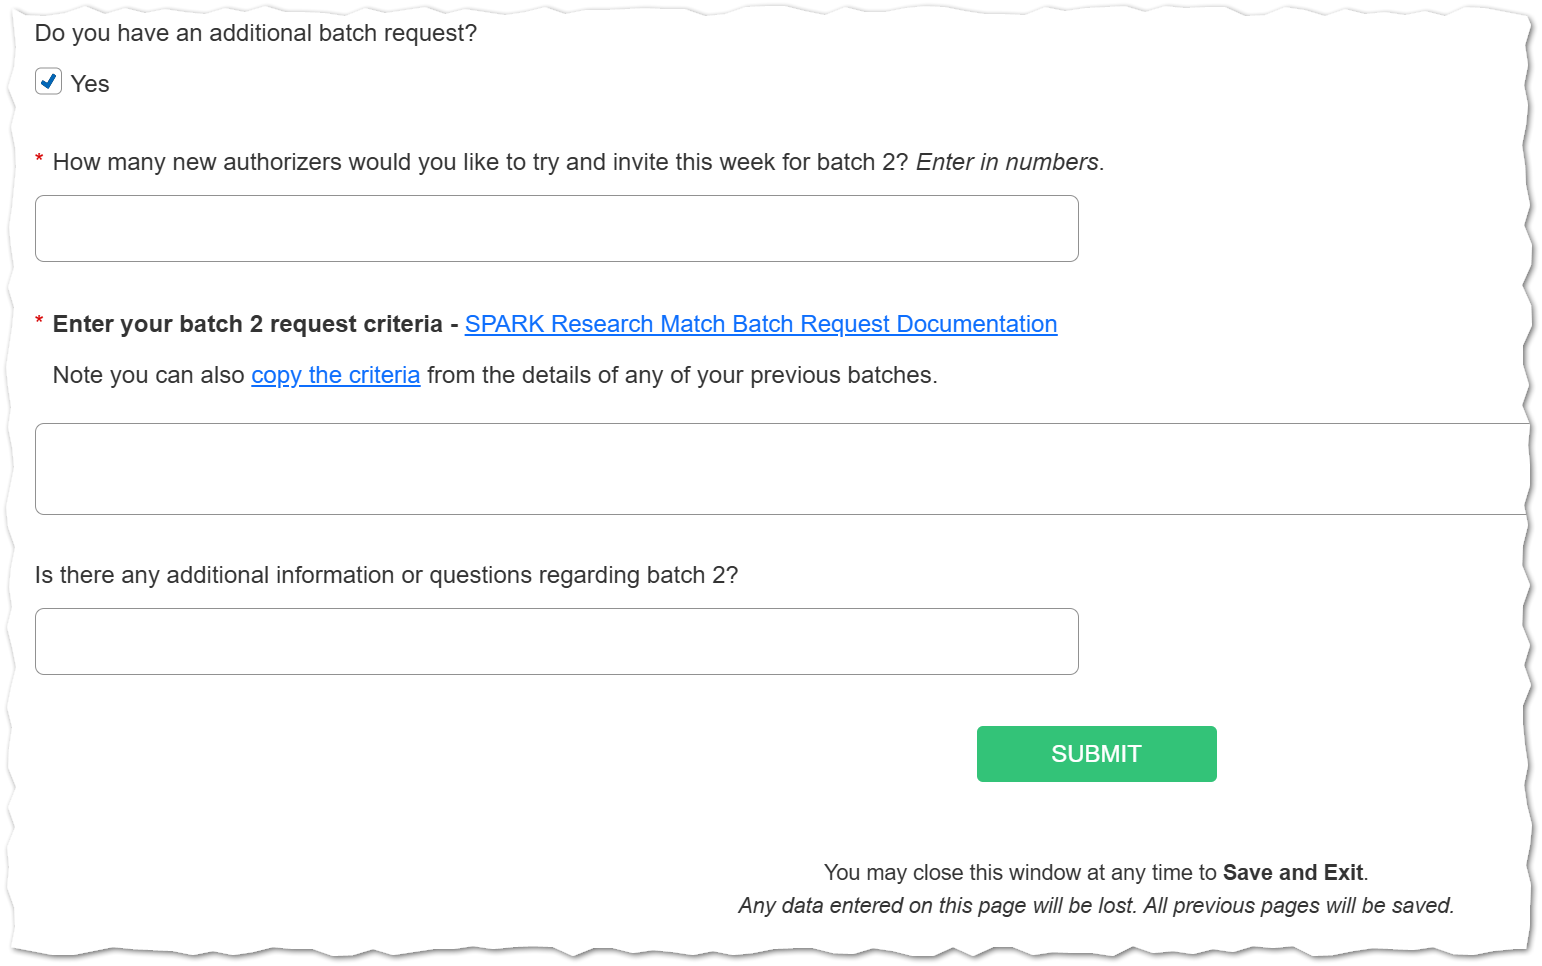 Do you have an additional batch request?
Yes
* How many new authorizers would you like to try and invite this week for batch 2? Enter in numbers.
* Enter your batch 2 request criteria - SPARK Research Match Batch Request Documentation
Note you can also copy the criteria from the details of any of your previous batches.
Is there any additional information or questions regarding batch 2?
SUBMIT
You may close this window at any time to Save and Exit.
Any data entered on this page will be lost. All previous pages will be saved.